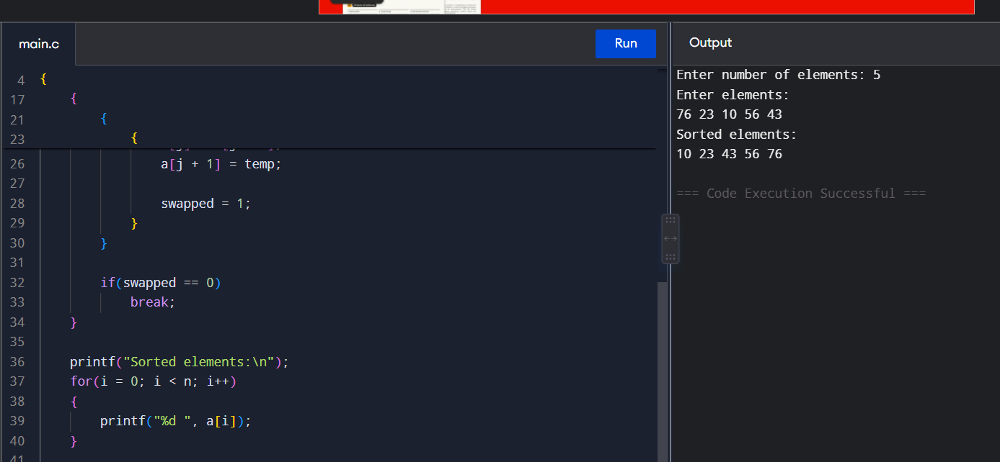 main.c
Run
4 {
17 {
21 {
23 {
26 a[j + 1] = temp;
27
28 swapped = 1;
29 }
30 }
31
32 if(swapped == 0)
33 break;
34 }
35
36 printf("Sorted elements:\n");
37 for(i = 0; i < n; i++)
38 {
39 printf("%d ", a[i]);
40 }
41
Output
Enter number of elements: 5
Enter elements:
76 23 10 56 43
Sorted elements:
10 23 43 56 76
=== Code Execution Successful ===